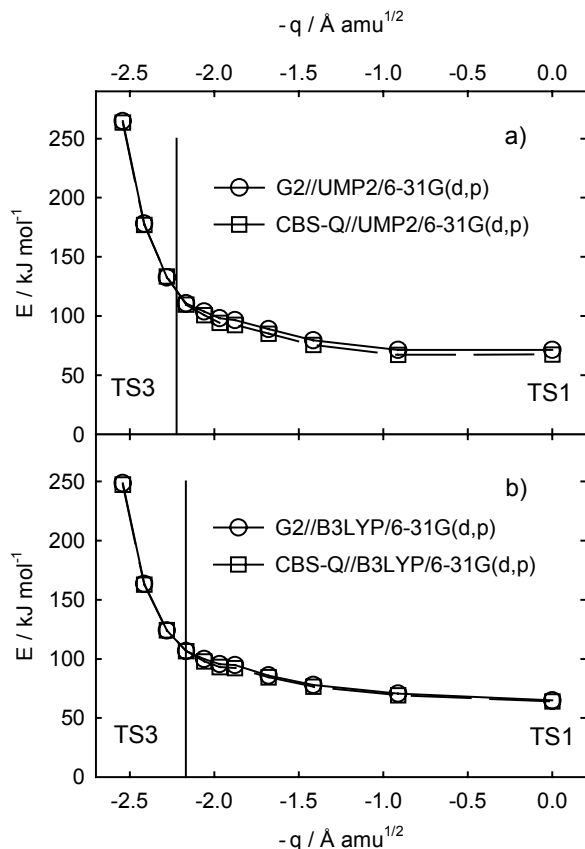 - q / Å amu1/2
-2.5 -2.0 -1.5 -1.0 -0.5 0.0
250
200
150
100
50
0
E / kJ mol-1
a)
G2//UMP2/6-31G(d,p)
CBS-Q//UMP2/6-31G(d,p)
TS3
TS1
250
200
150
100
50
0
E / kJ mol-1
b)
G2//B3LYP/6-31G(d,p)
CBS-Q//B3LYP/6-31G(d,p)
TS3
TS1
-2.5 -2.0 -1.5 -1.0 -0.5 0.0
- q / Å amu1/2